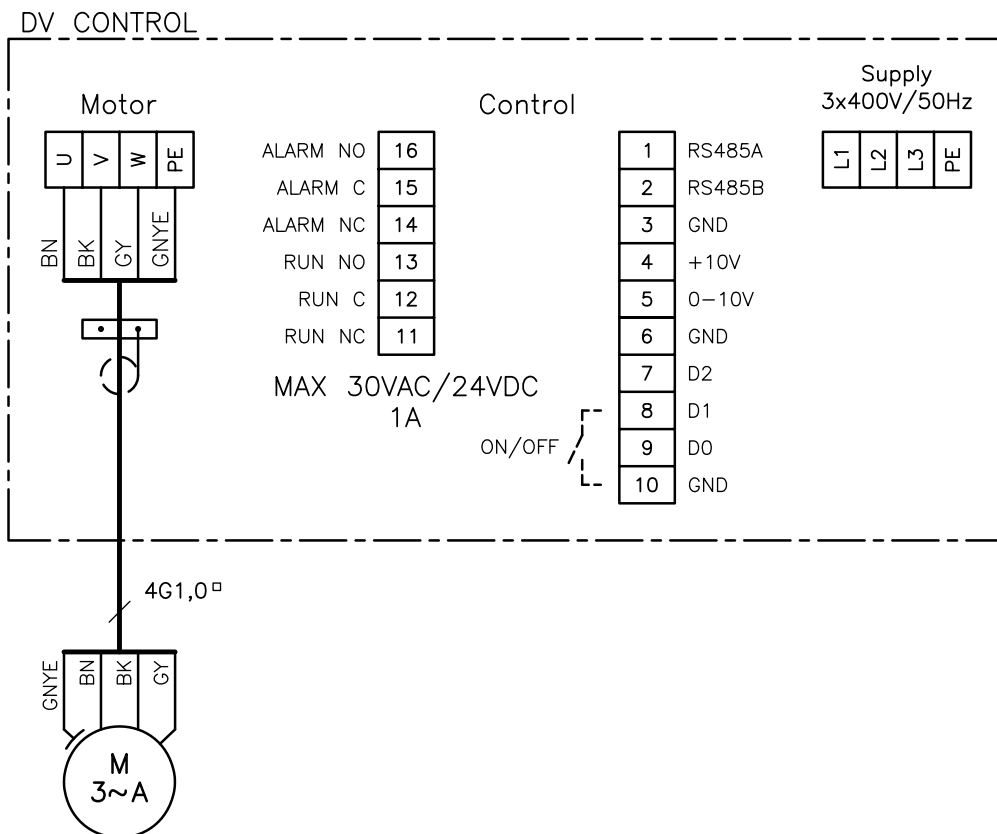 DV CONTROL
Motor
U V W PE
BN BK GY GNYE
Control
ALARM NO 16
ALARM C 15
ALARM NC 14
RUN NO 13
RUN C 12
RUN NC 11
MAX 30VAC/24VDC
1A
1 RS485A
2 RS485B
3 GND
4 +10V
5 0-10V
6 GND
7 D2
8 D1
9 D0
10 GND
ON/OFF
Supply
3x400V/50Hz
L1 L2 L3 PE
4G1,0▫
GNYE BN BK GY
M
3~A